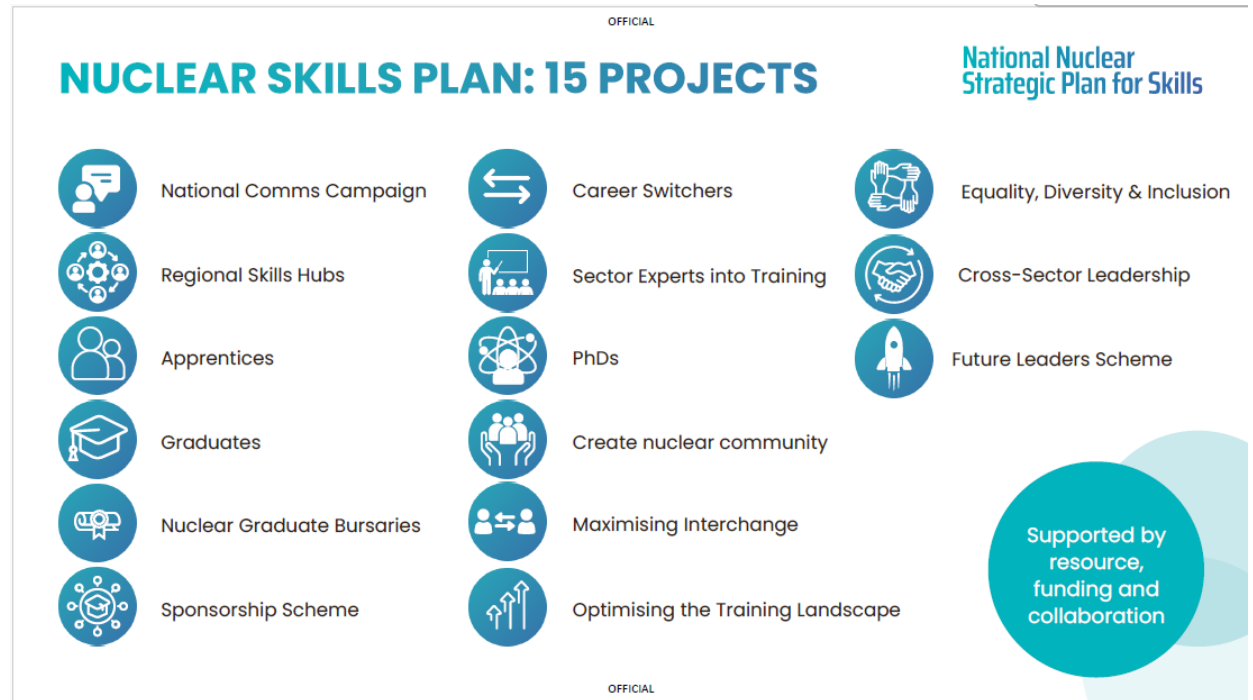 OFFICIAL
NUCLEAR SKILLS PLAN: 15 PROJECTS
National Nuclear
Strategic Plan for Skills
National Comms Campaign
Regional Skills Hubs
Apprentices
Graduates
Nuclear Graduate Bursaries
Sponsorship Scheme
Career Switchers
Sector Experts into Training
PhDs
Create nuclear community
Maximising Interchange
Optimising the Training Landscape
Equality, Diversity & Inclusion
Cross-Sector Leadership
Future Leaders Scheme
Supported by
resource,
funding and
collaboration
OFFICIAL